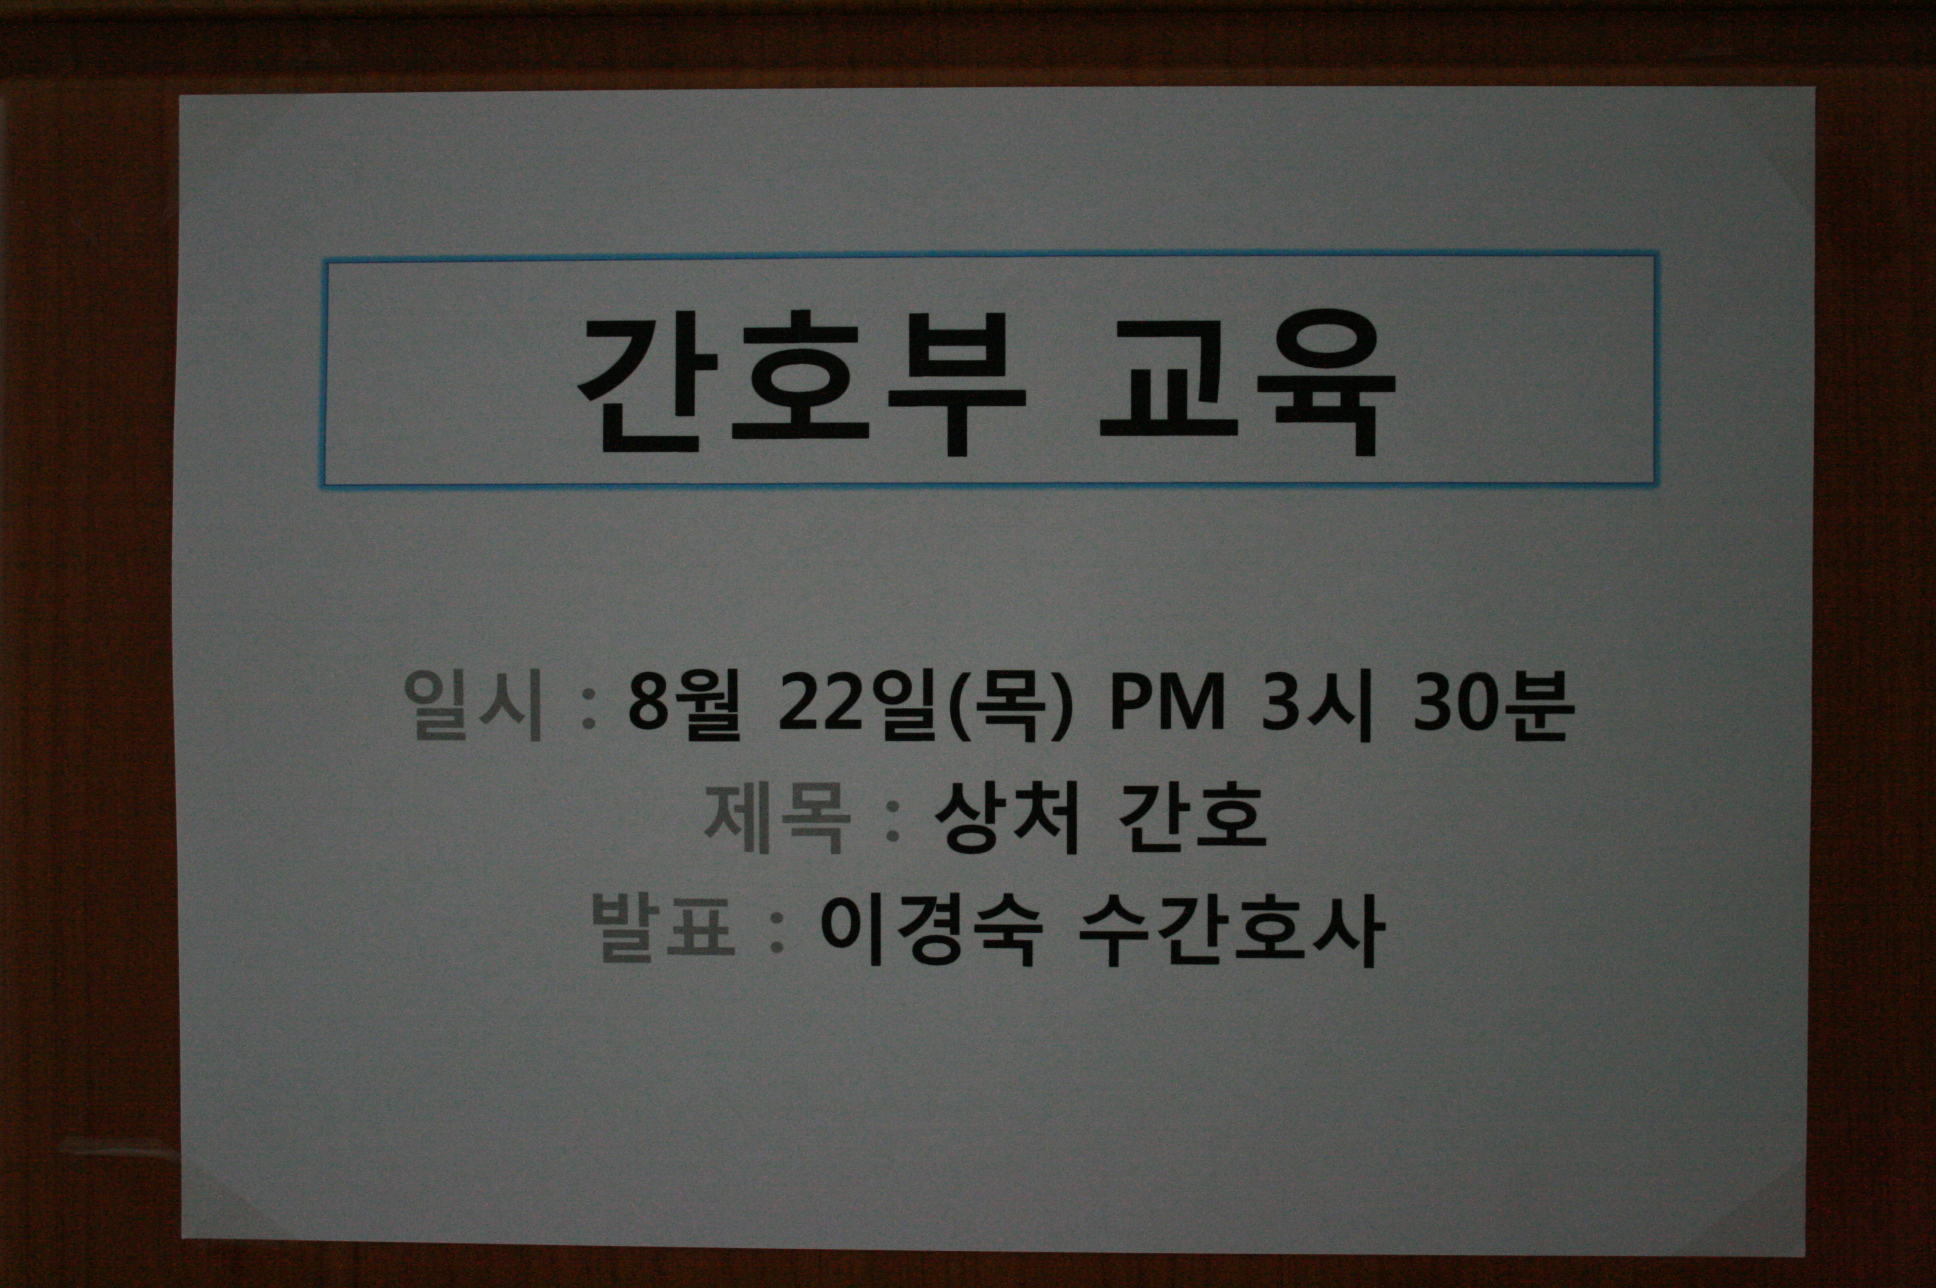 간호부 교육
일시 : 8월 22일(목) PM 3시 30분
제목 : 상처 간호
발표 : 이경숙 수간호사